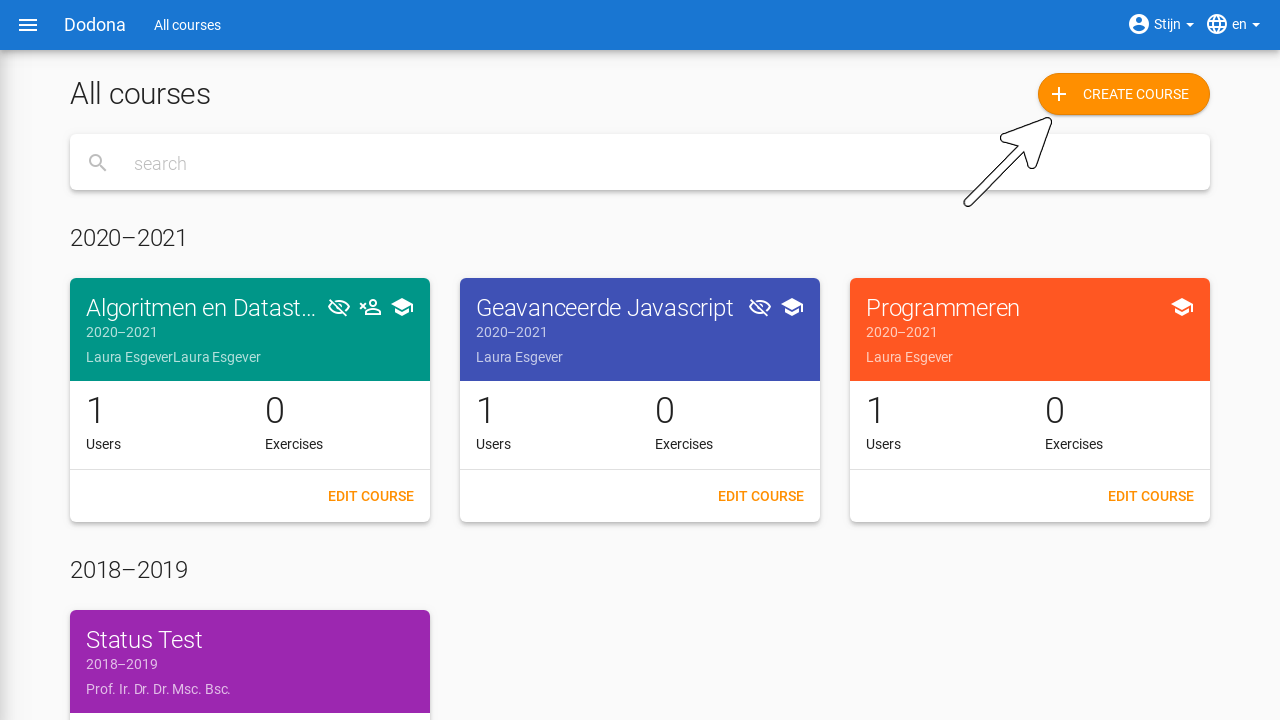 Dodona All courses Stijn en
All courses
CREATE COURSE
search
2020–2021
Algoritmen en Datast...
2020–2021
Laura EsgeverLaura Esgever
1 0
Users Exercises
EDIT COURSE
Geavanceerde Javascript
2020–2021
Laura Esgever
1 0
Users Exercises
EDIT COURSE
Programmeren
2020–2021
Laura Esgever
1 0
Users Exercises
EDIT COURSE
2018–2019
Status Test
2018–2019
Prof. Ir. Dr. Dr. Msc. Bsc.